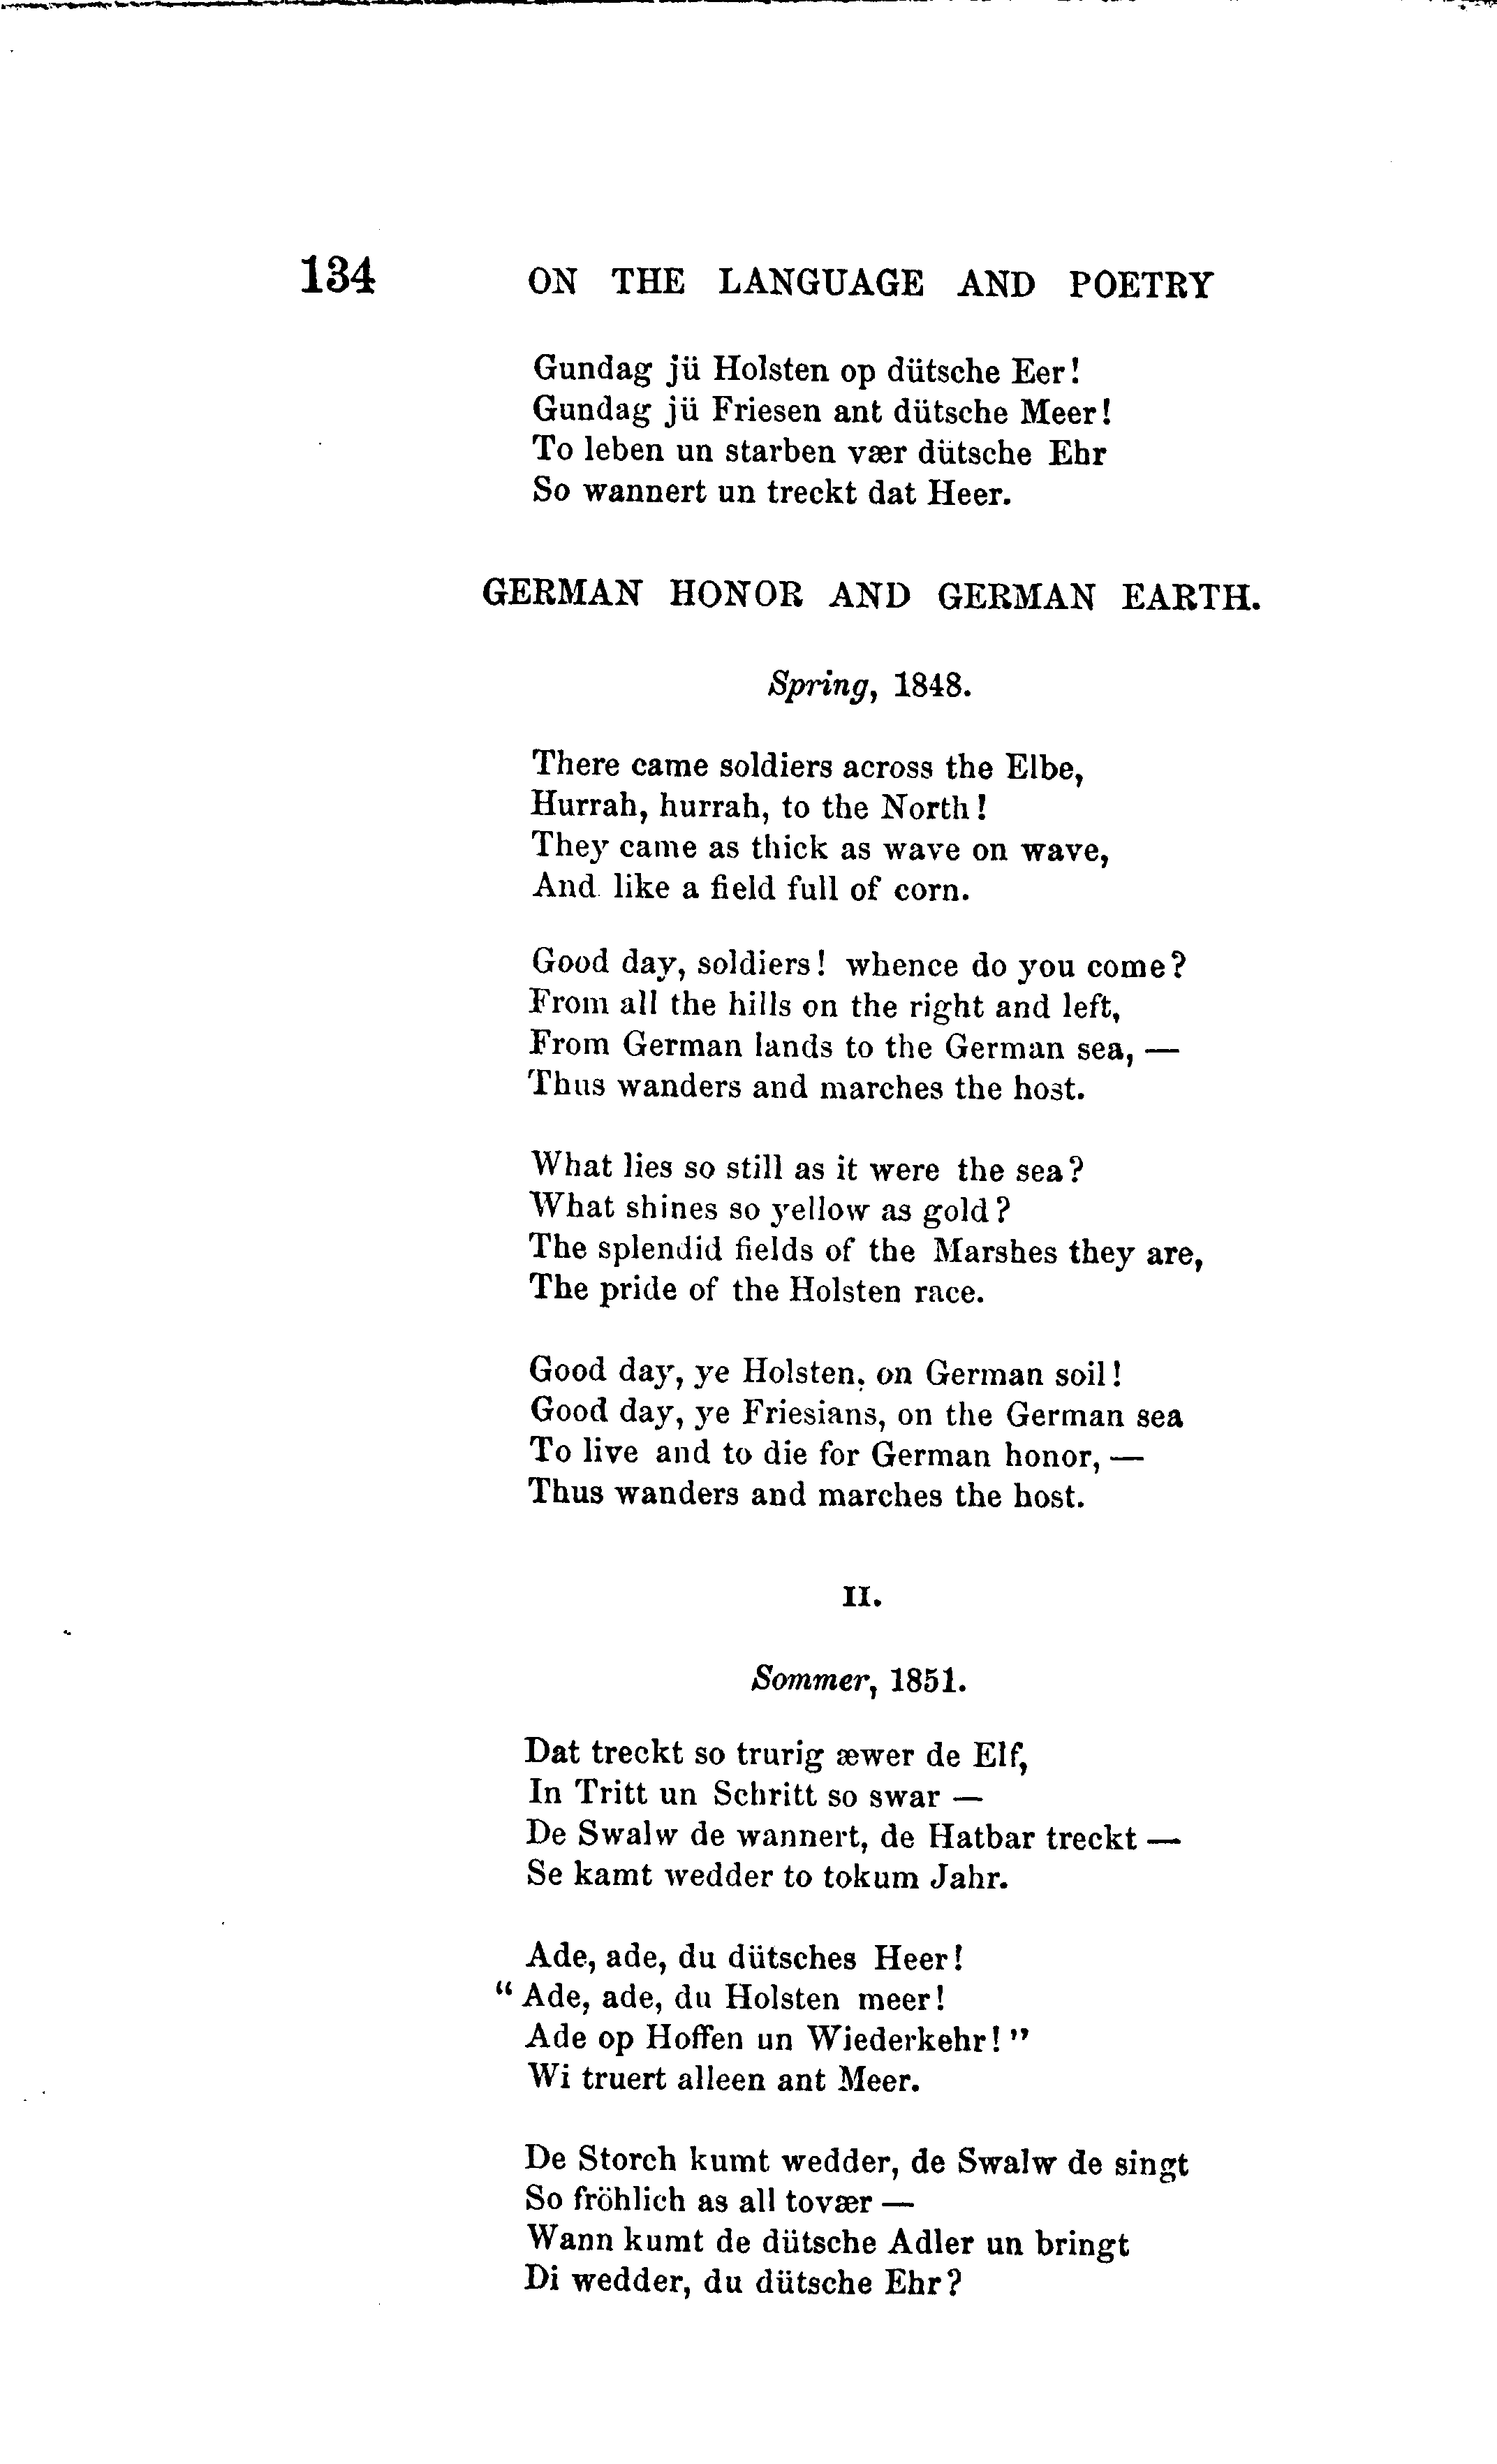 134 ON THE LANGUAGE AND POETRY
Gundag jü Holsten op dütsche Eer!
Gundag jü Friesen ant dütsche Meer!
To leben un starben vær dütsche Ehr
So wannert un treckt dat Heer.
GERMAN HONOR AND GERMAN EARTH.
Spring, 1848.
There came soldiers across the Elbe,
Hurrah, hurrah, to the North!
They came as thick as wave on wave,
And like a field full of corn.
Good day, soldiers! whence do you come?
From all the hills on the right and left,
From German lands to the German sea, —
Thus wanders and marches the host.
What lies so still as it were the sea?
What shines so yellow as gold?
The splendid fields of the Marshes they are,
The pride of the Holsten race.
Good day, ye Holsten, on German soil!
Good day, ye Friesians, on the German sea
To live and to die for German honor, —
Thus wanders and marches the host.
II.
Sommer, 1851.
Dat treckt so trurig æwer de Elf,
In Tritt un Schritt so swar —
De Swalw de wannert, de Hatbar treckt —
Se kamt wedder to tokum Jahr.
Ade, ade, du dütsches Heer!
“ Ade, ade, du Holsten meer!
Ade op Hoffen un Wiederkehr! ”
Wi truert alleen ant Meer.
De Storch kumt wedder, de Swalw de singt
So fröhlich as all tovær —
Wann kumt de dütsche Adler un bringt
Di wedder, du dütsche Ehr?